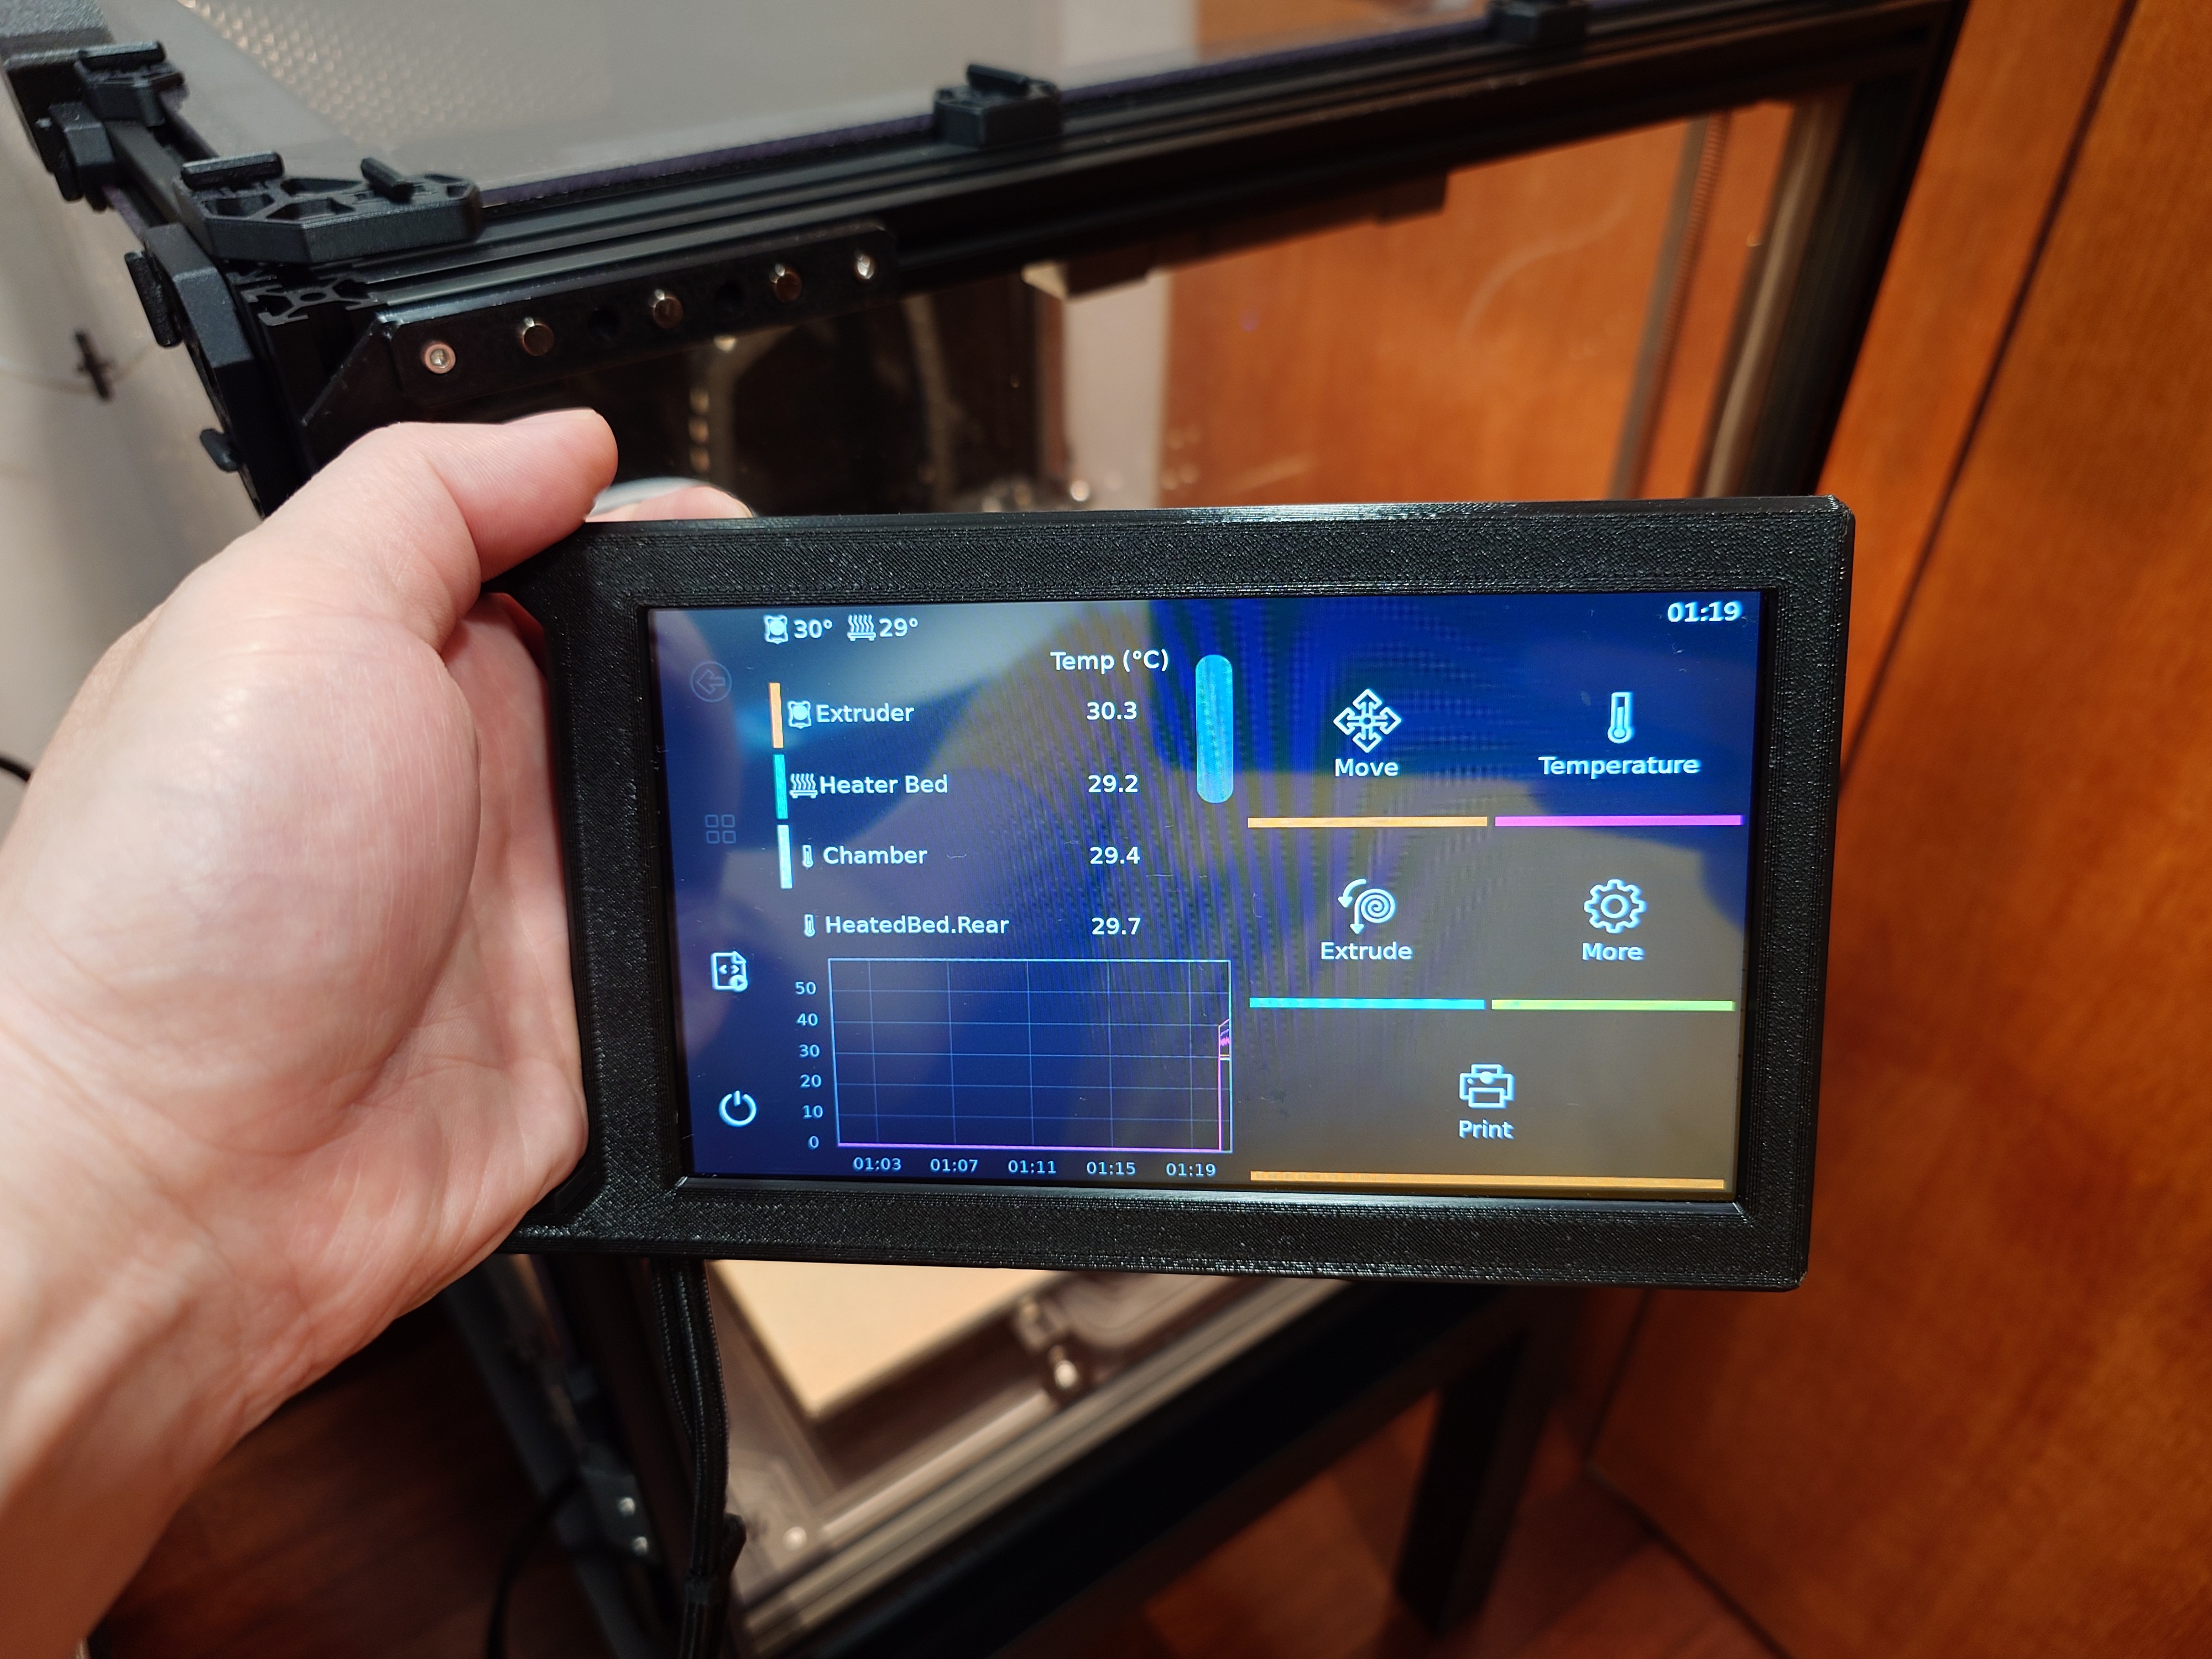 30° 29°
01:19
Temp (°C)
Extruder 30.3
Heater Bed 29.2
Chamber 29.4
HeatedBed.Rear 29.7
50
40
30
20
10
0
01:03 01:07 01:11 01:15 01:19
Move Temperature
Extrude More
Print